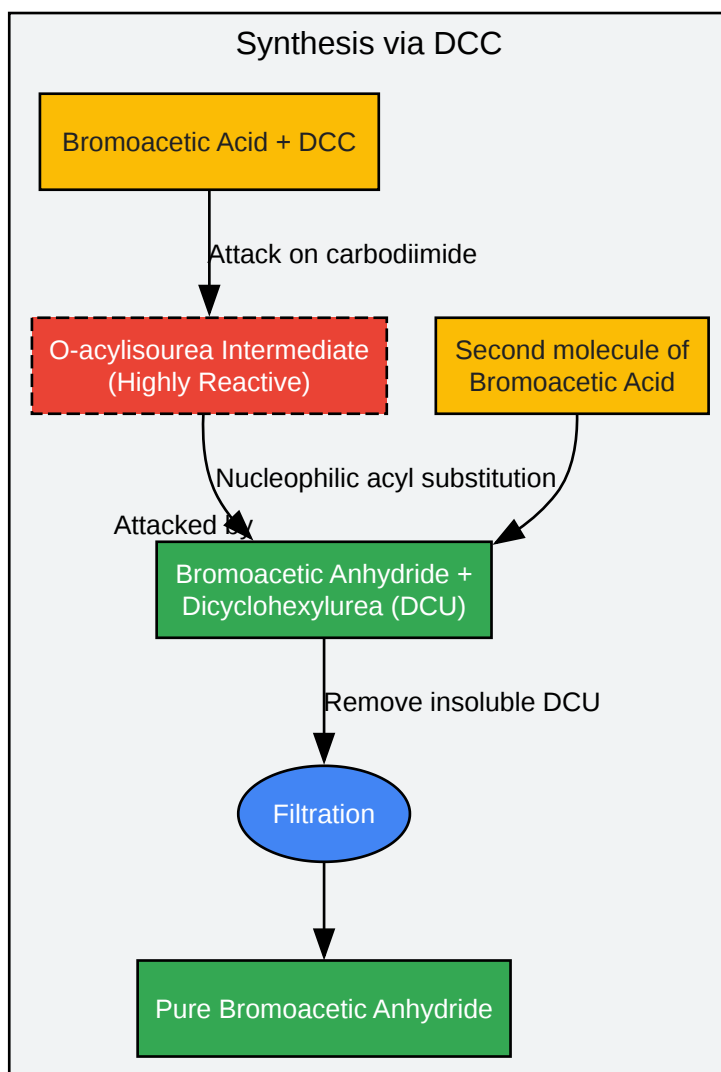 Synthesis via DCC
Bromoacetic Acid + DCC
Attack on carbodiimide
O-acylisourea Intermediate
(Highly Reactive)
Second molecule of
Bromoacetic Acid
Nucleophilic acyl substitution
Attacked by
Bromoacetic Anhydride +
Dicyclohexylurea (DCU)
Remove insoluble DCU
Filtration
Pure Bromoacetic Anhydride